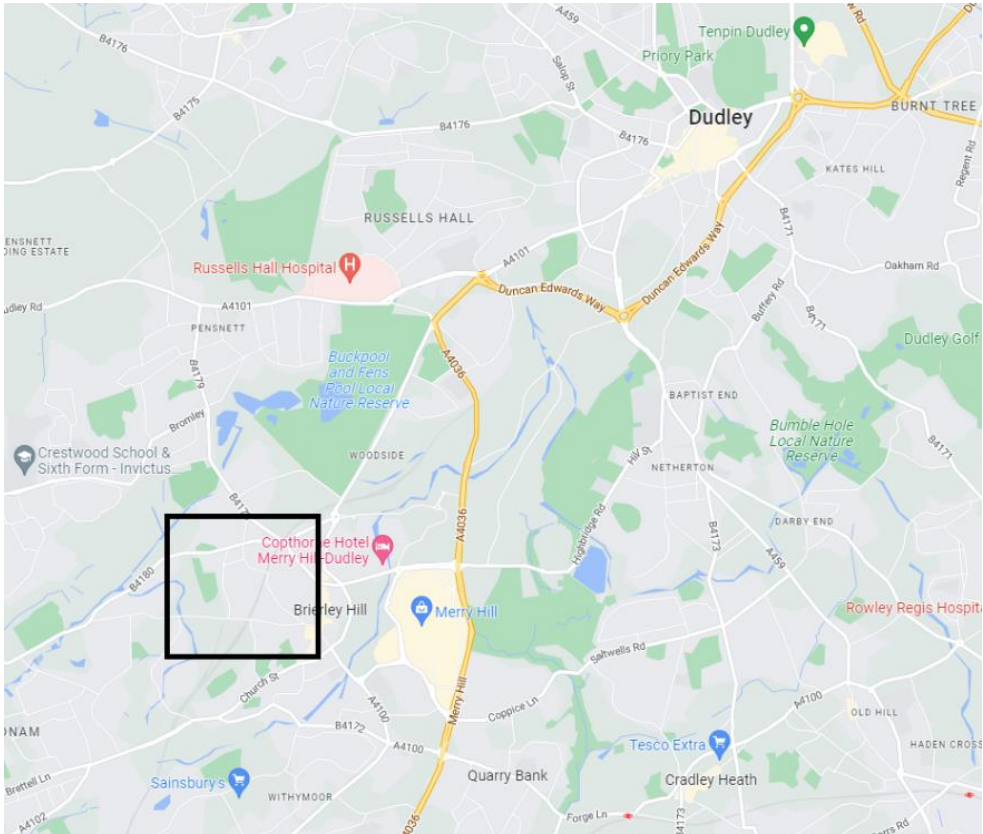 A459
Tenpin Dudley
Priory Park
B4176
Salop St
B4175
B4176
Dudley
BURNT TREE
B4176
KATES HILL
Regent Rd
RUSSELLS HALL
B4171
ENSNETT
DING ESTATE
Russells Hall Hospital
H
A4101
Oakham Rd
Duncan Edwards Way
Duncan Edwards Way
Buffery Rd
udley Rd
A4101
PENSNETT
B4171
Dudley Golf
A4036
Buckpool
and Fens
Pool Local
Nature Reserve
B4179
BAPTIST END
Bromley
Bumble Hole
Local Nature
Reserve
B4171
Crestwood School &
Sixth Form - Invictus
WOODSIDE
Hill St
NETHERTON
A4036
B417
Highbridge Rd
B4173
DARBY END
Copthorne Hotel
Merry Hill-Dudley
A459
B4180
Brierley Hill
Merry Hill
Rowley Regis Hospita
Saltwells Rd
Church St
A4100
Merry Hill
Coppice Ln
OLD HILL
DNAM
B4172
A4100
A4100
Tesco Extra
HADEN CROSS
Brettell Ln
Sainsbury's
Quarry Bank
Cradley Heath
WITHYMOOR
A4102
A4036
Forge Ln
B4173